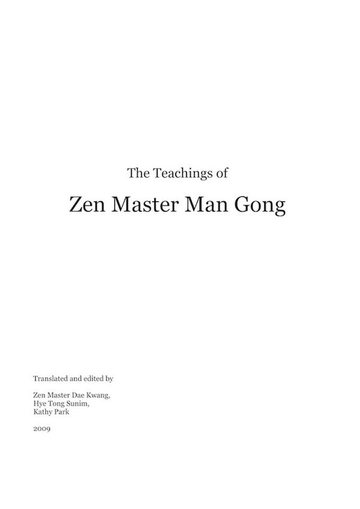 The Teachings of
Zen Master Man Gong
Translated and edited by
Zen Master Dae Kwang,
Hye Tong Sunim,
Kathy Park
2009